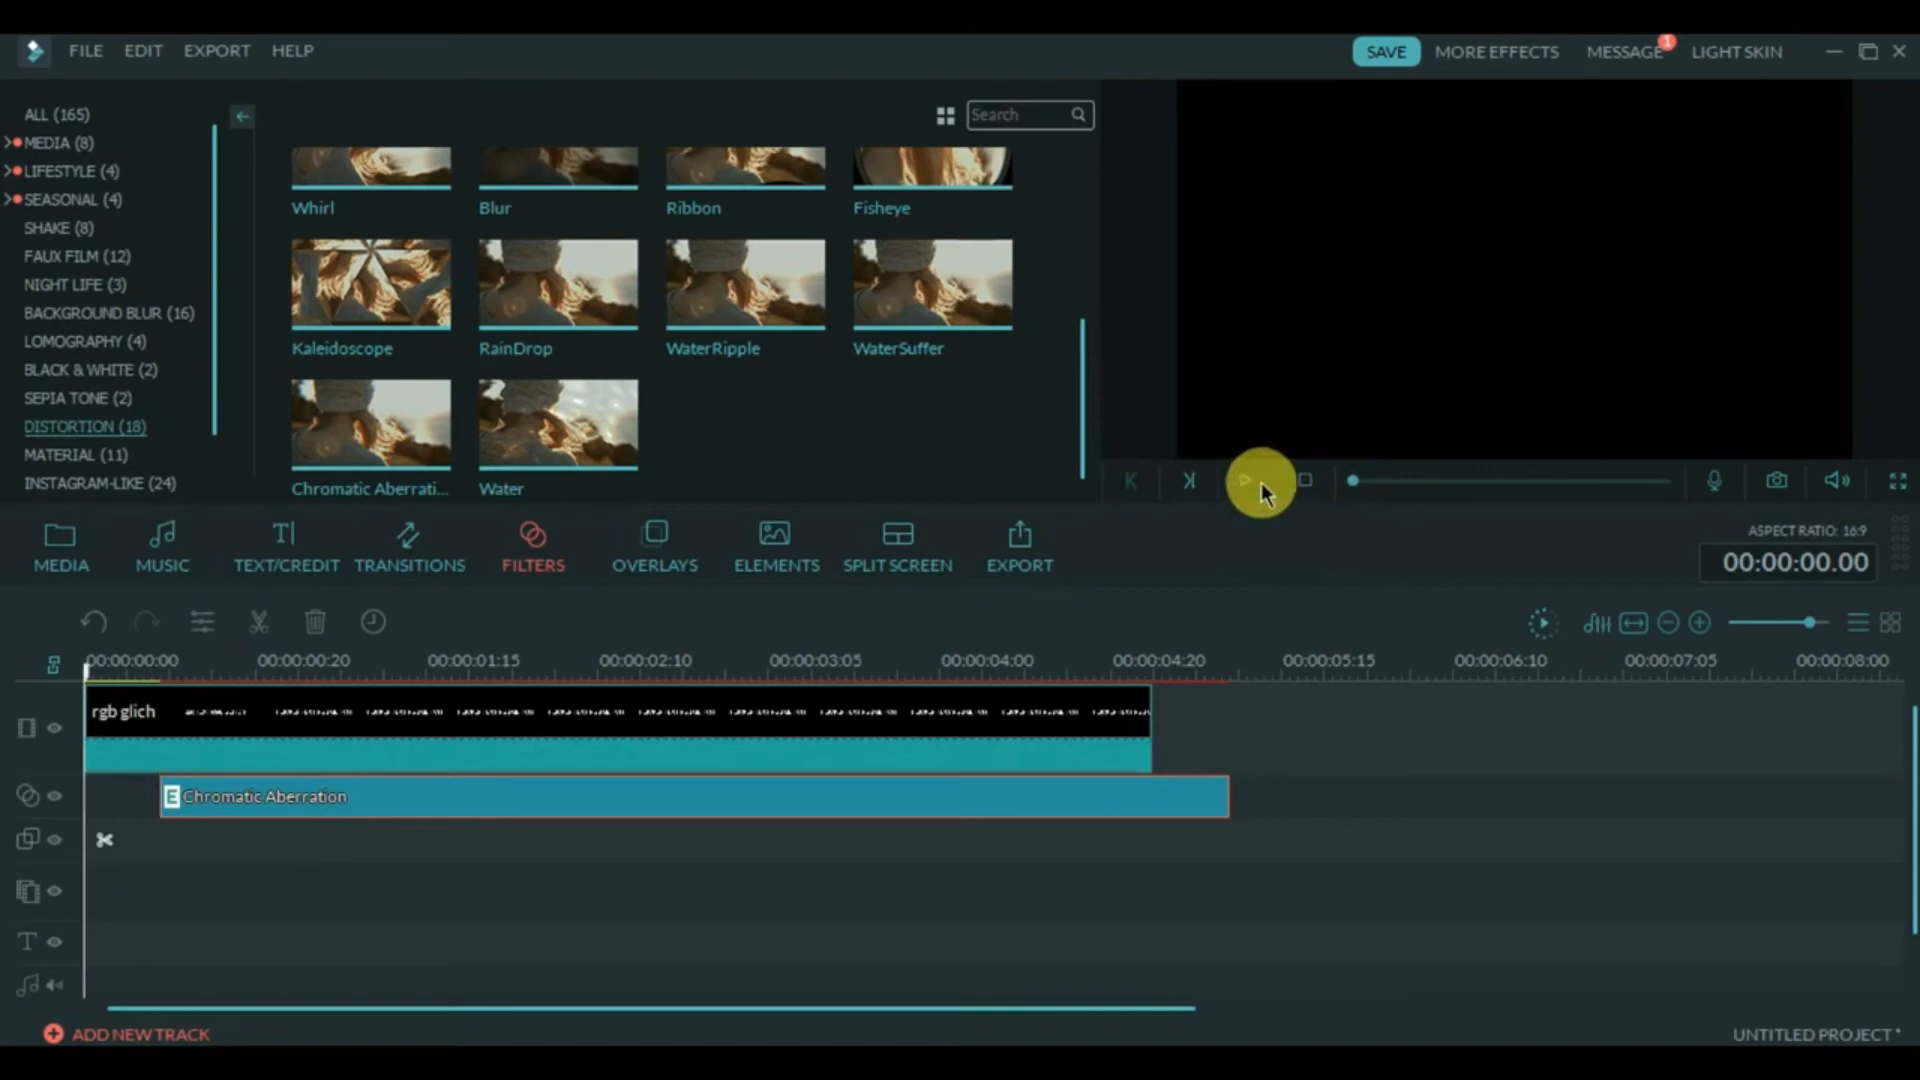 FILE EDIT EXPORT HELP
SAVE MORE EFFECTS MESSAGE 1 LIGHT SKIN
ALL (165)
MEDIA (8)
LIFESTYLE (4)
SEASONAL (4)
SHAKE (8)
FAUX FILM (12)
NIGHT LIFE (3)
BACKGROUND BLUR (16)
LOMOGRAPHY (4)
BLACK & WHITE (2)
SEPIA TONE (2)
DISTORTION (18)
MATERIAL (11)
INSTAGRAM-LIKE (24)
Search
Whirl Blur Ribbon Fisheye
Kaleidoscope RainDrop WaterRipple WaterSuffer
Chromatic Aberrati... Water
MEDIA MUSIC TEXT/CREDIT TRANSITIONS FILTERS OVERLAYS ELEMENTS SPLIT SCREEN EXPORT
ASPECT RATIO: 16:9
00:00:00.00
00:00:00:00 00:00:00:20 00:00:01:15 00:00:02:10 00:00:03:05 00:00:04:00 00:00:04:20 00:00:05:15 00:00:06:10 00:00:07:05 00:00:08:00
rgb glich
E Chromatic Aberration
ADD NEW TRACK
UNTITLED PROJECT *